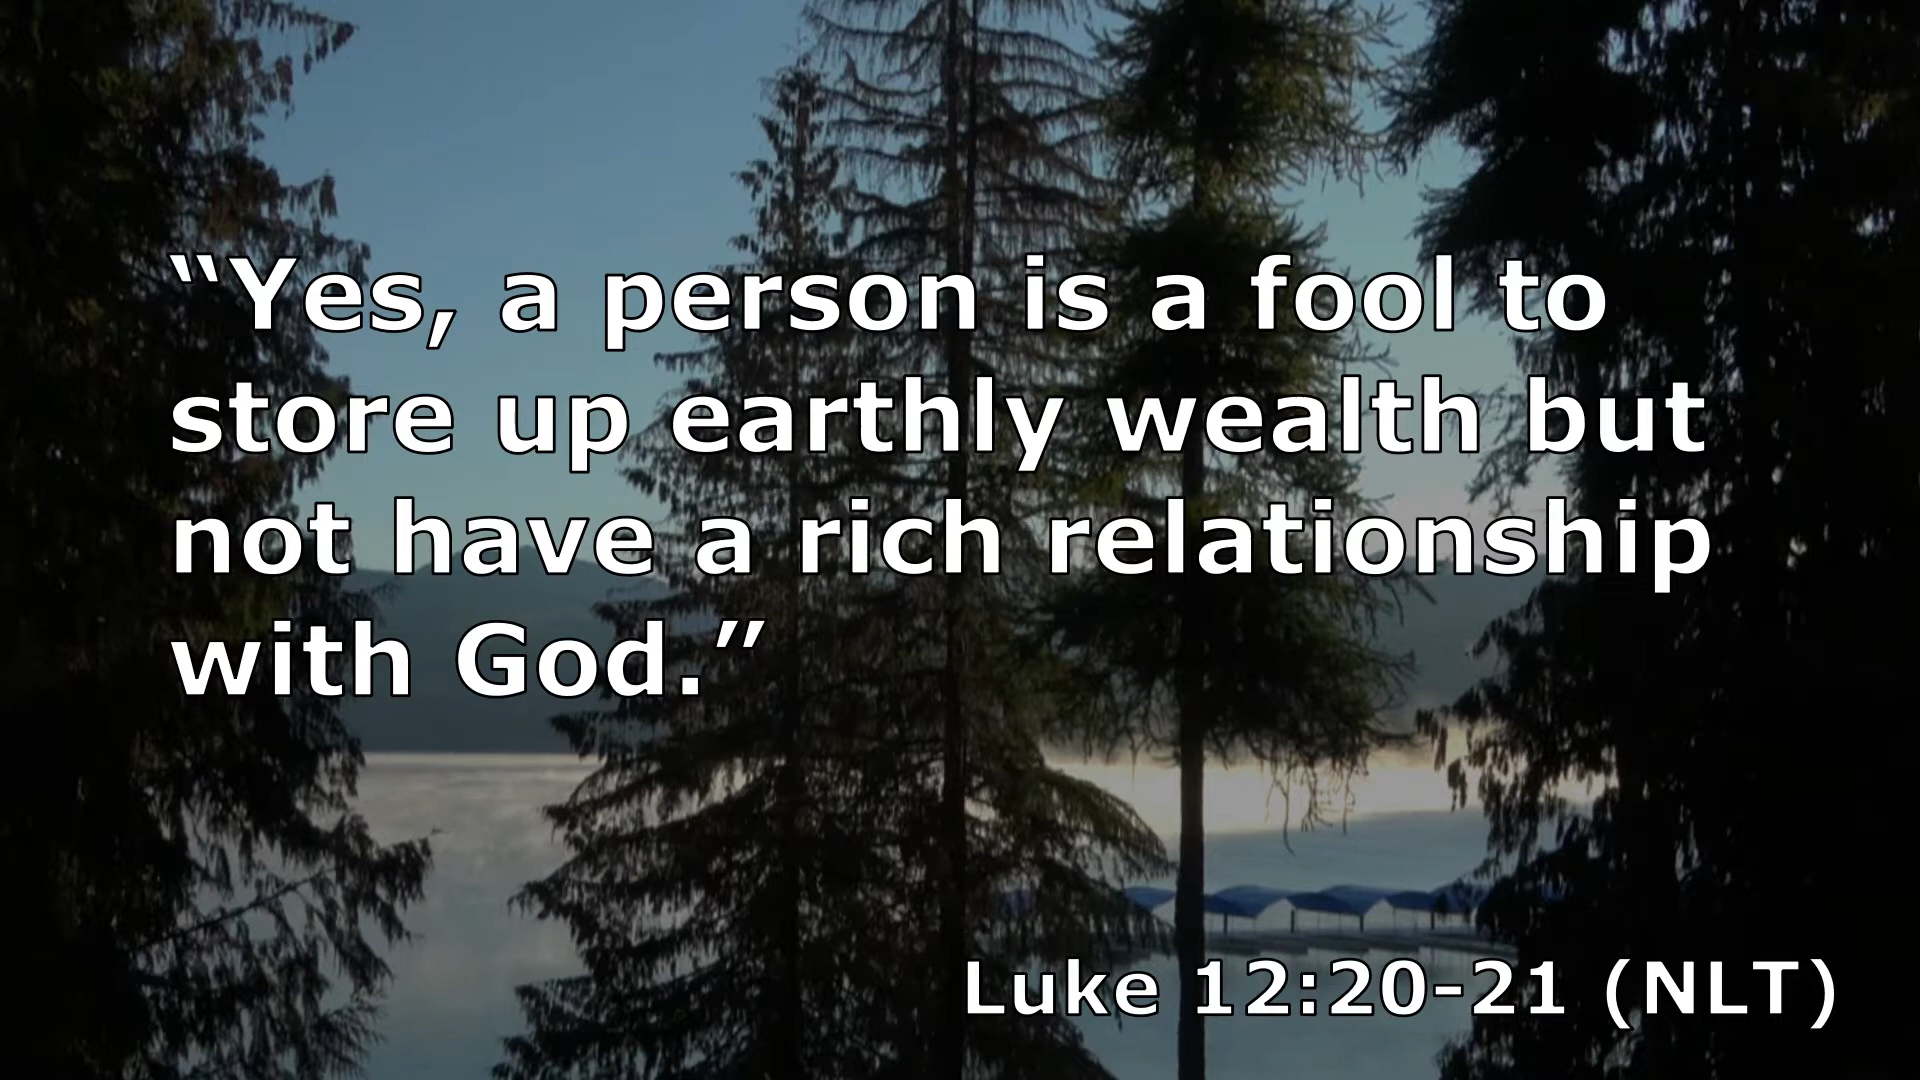 “Yes, a person is a fool to
store up earthly wealth but
not have a rich relationship
with God.”
Luke 12:20-21 (NLT)